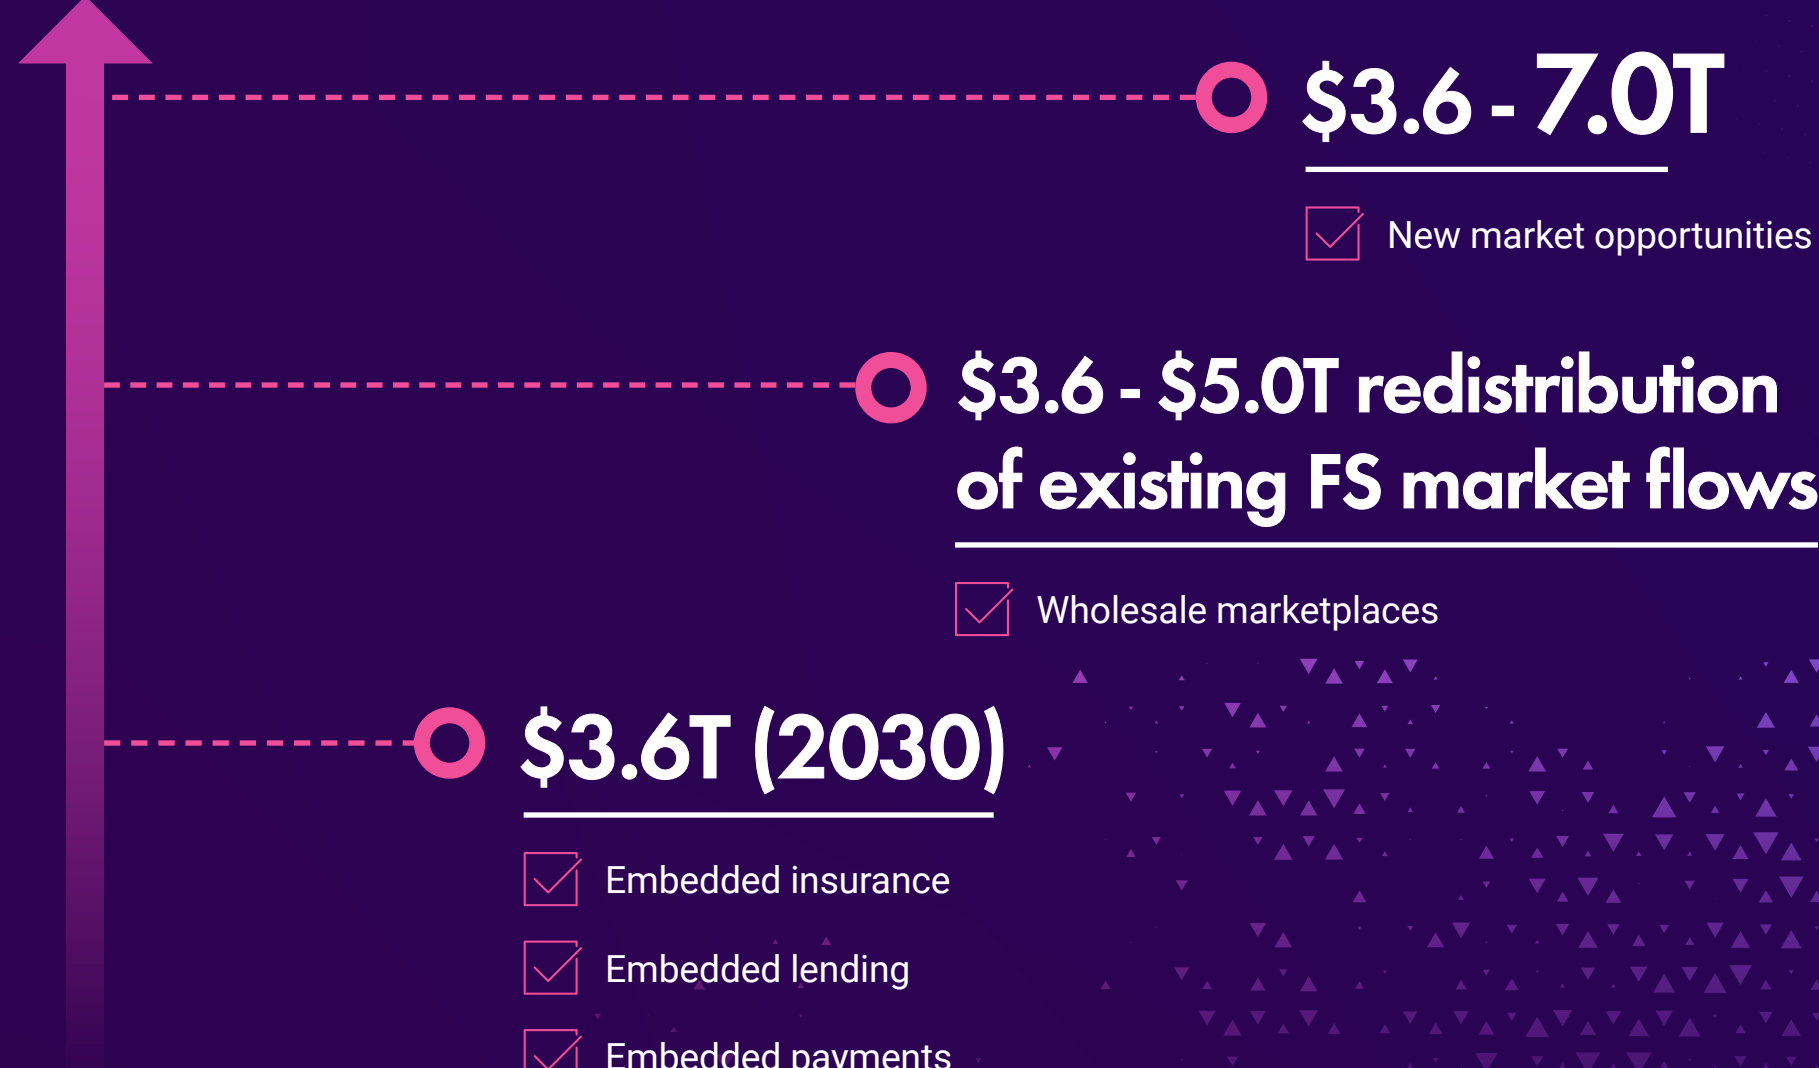 $3.6 - 7.0T
New market opportunities
$3.6 - $5.0T redistribution
of existing FS market flows
Wholesale marketplaces
$3.6T (2030)
Embedded insurance
Embedded lending
Embedded payments